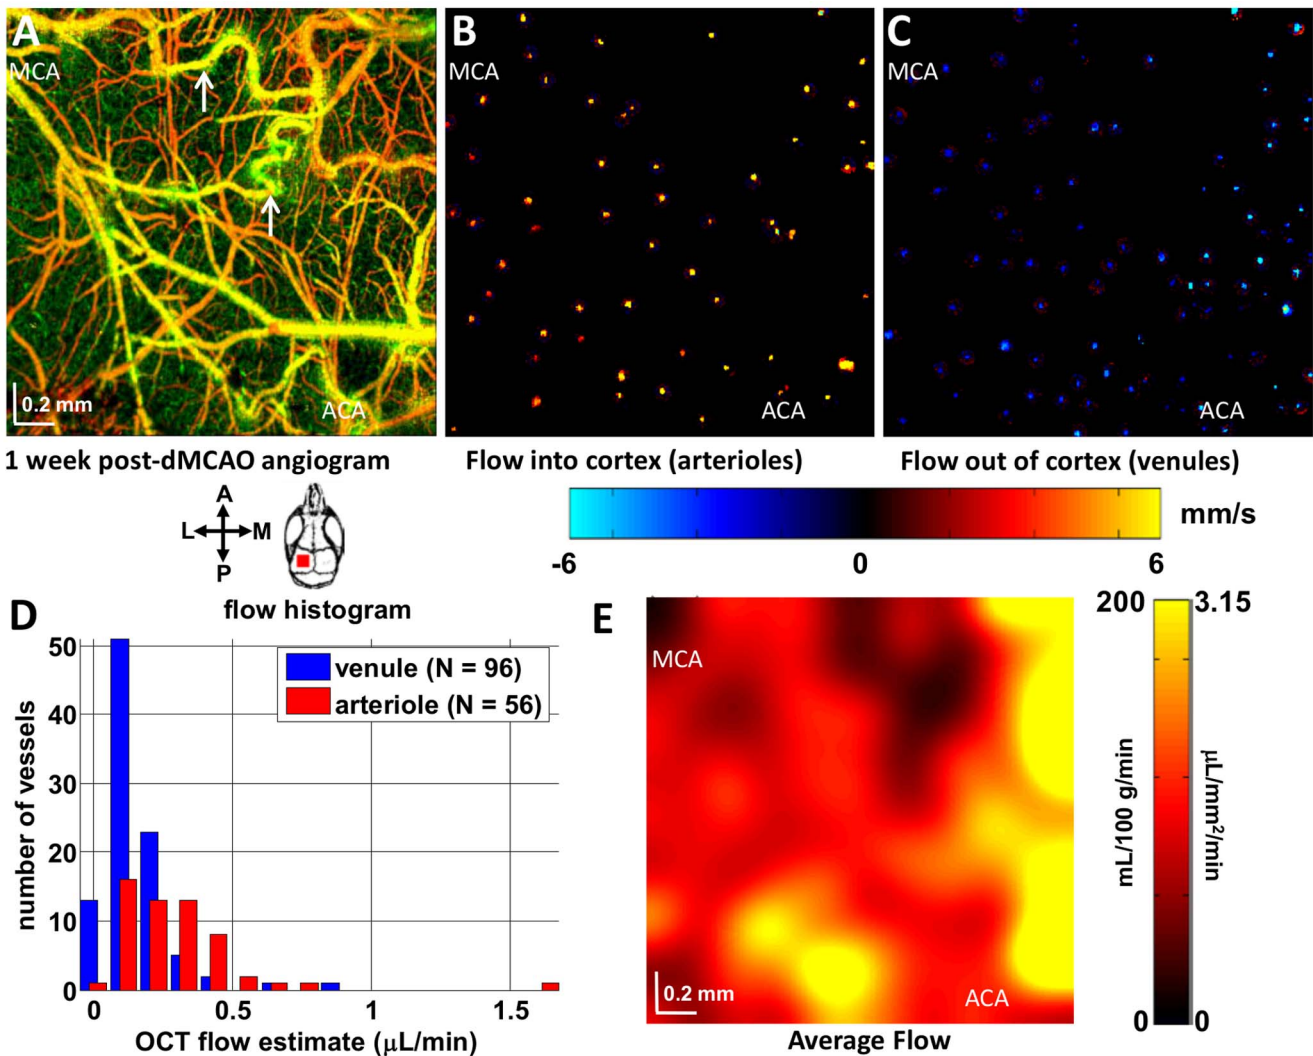 A
MCA
0.2 mm
ACA
B
MCA
ACA
C
MCA
ACA
1 week post-dMCAO angiogram
Flow into cortex (arterioles)
Flow out of cortex (venules)
A
L
M
P
mm/s
-6
0
6
D
flow histogram
venule (N = 96)
arteriole (N = 56)
50
40
30
20
10
0
number of vessels
0
0.5
1
1.5
OCT flow estimate (μL/min)
E
MCA
0.2 mm
ACA
Average Flow
200
3.15
mL/100 g/min
μL/mm²/min
0
0